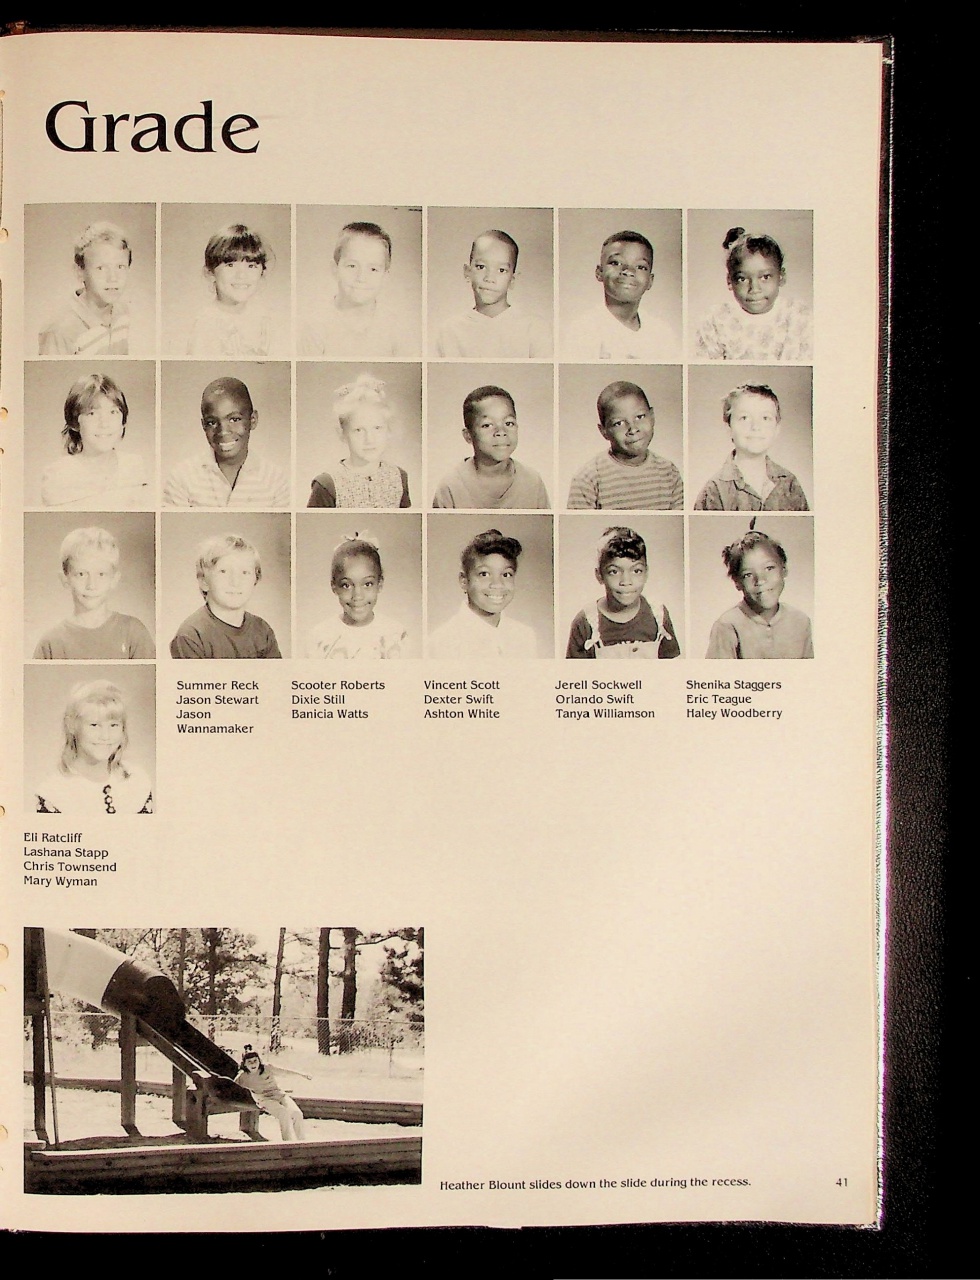 Grade
Summer Reck
Jason Stewart
Jason
Wannamaker
Scooter Roberts
Dixie Still
Banicia Watts
Vincent Scott
Dexter Swift
Ashton White
Jerell Sockwell
Orlando Swift
Tanya Williamson
Shenika Staggers
Eric Teague
Haley Woodberry
Eli Ratcliff
Lashana Stapp
Chris Townsend
Mary Wyman
Heather Blount slides down the slide during the recess.
41